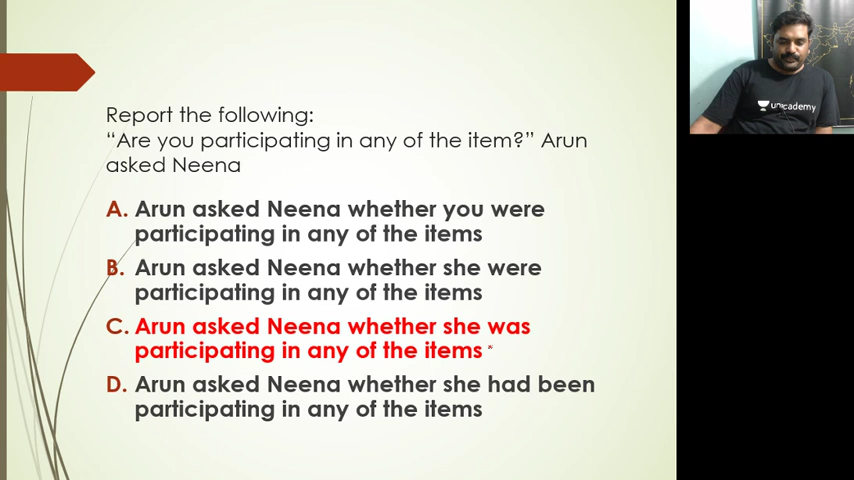 Report the following:
“Are you participating in any of the item?” Arun
asked Neena
A. Arun asked Neena whether you were
participating in any of the items
B. Arun asked Neena whether she were
participating in any of the items
C. Arun asked Neena whether she was
participating in any of the items
D. Arun asked Neena whether she had been
participating in any of the items
unacademy